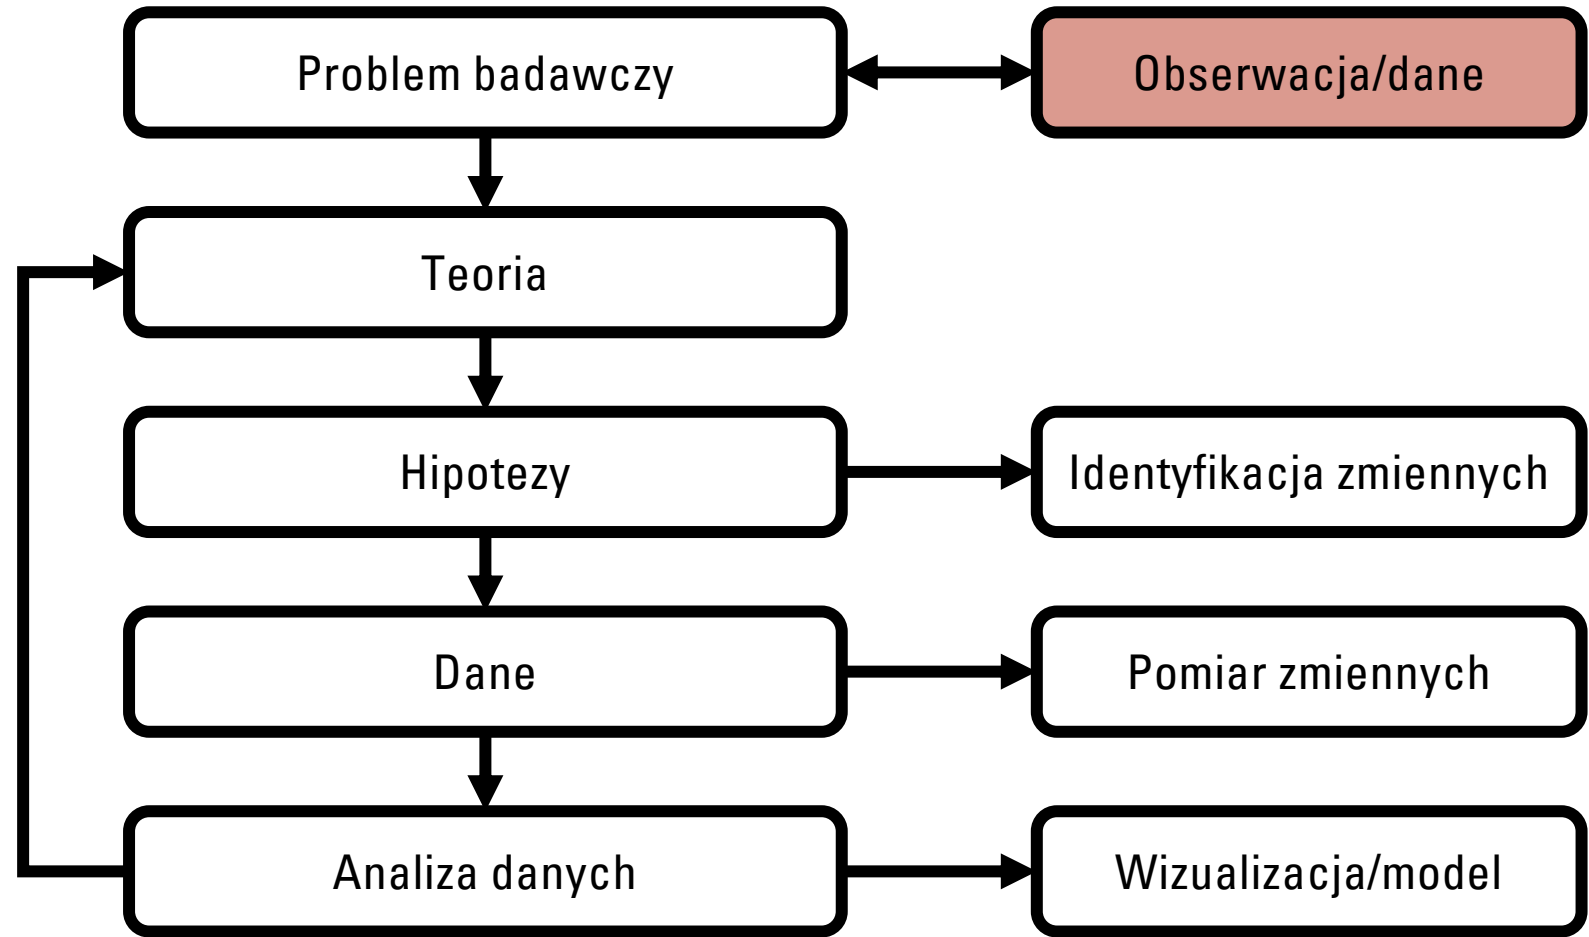 Problem badawczy
Obserwacja/dane
Teoria
Hipotezy
Identyfikacja zmiennych
Dane
Pomiar zmiennych
Analiza danych
Wizualizacja/model